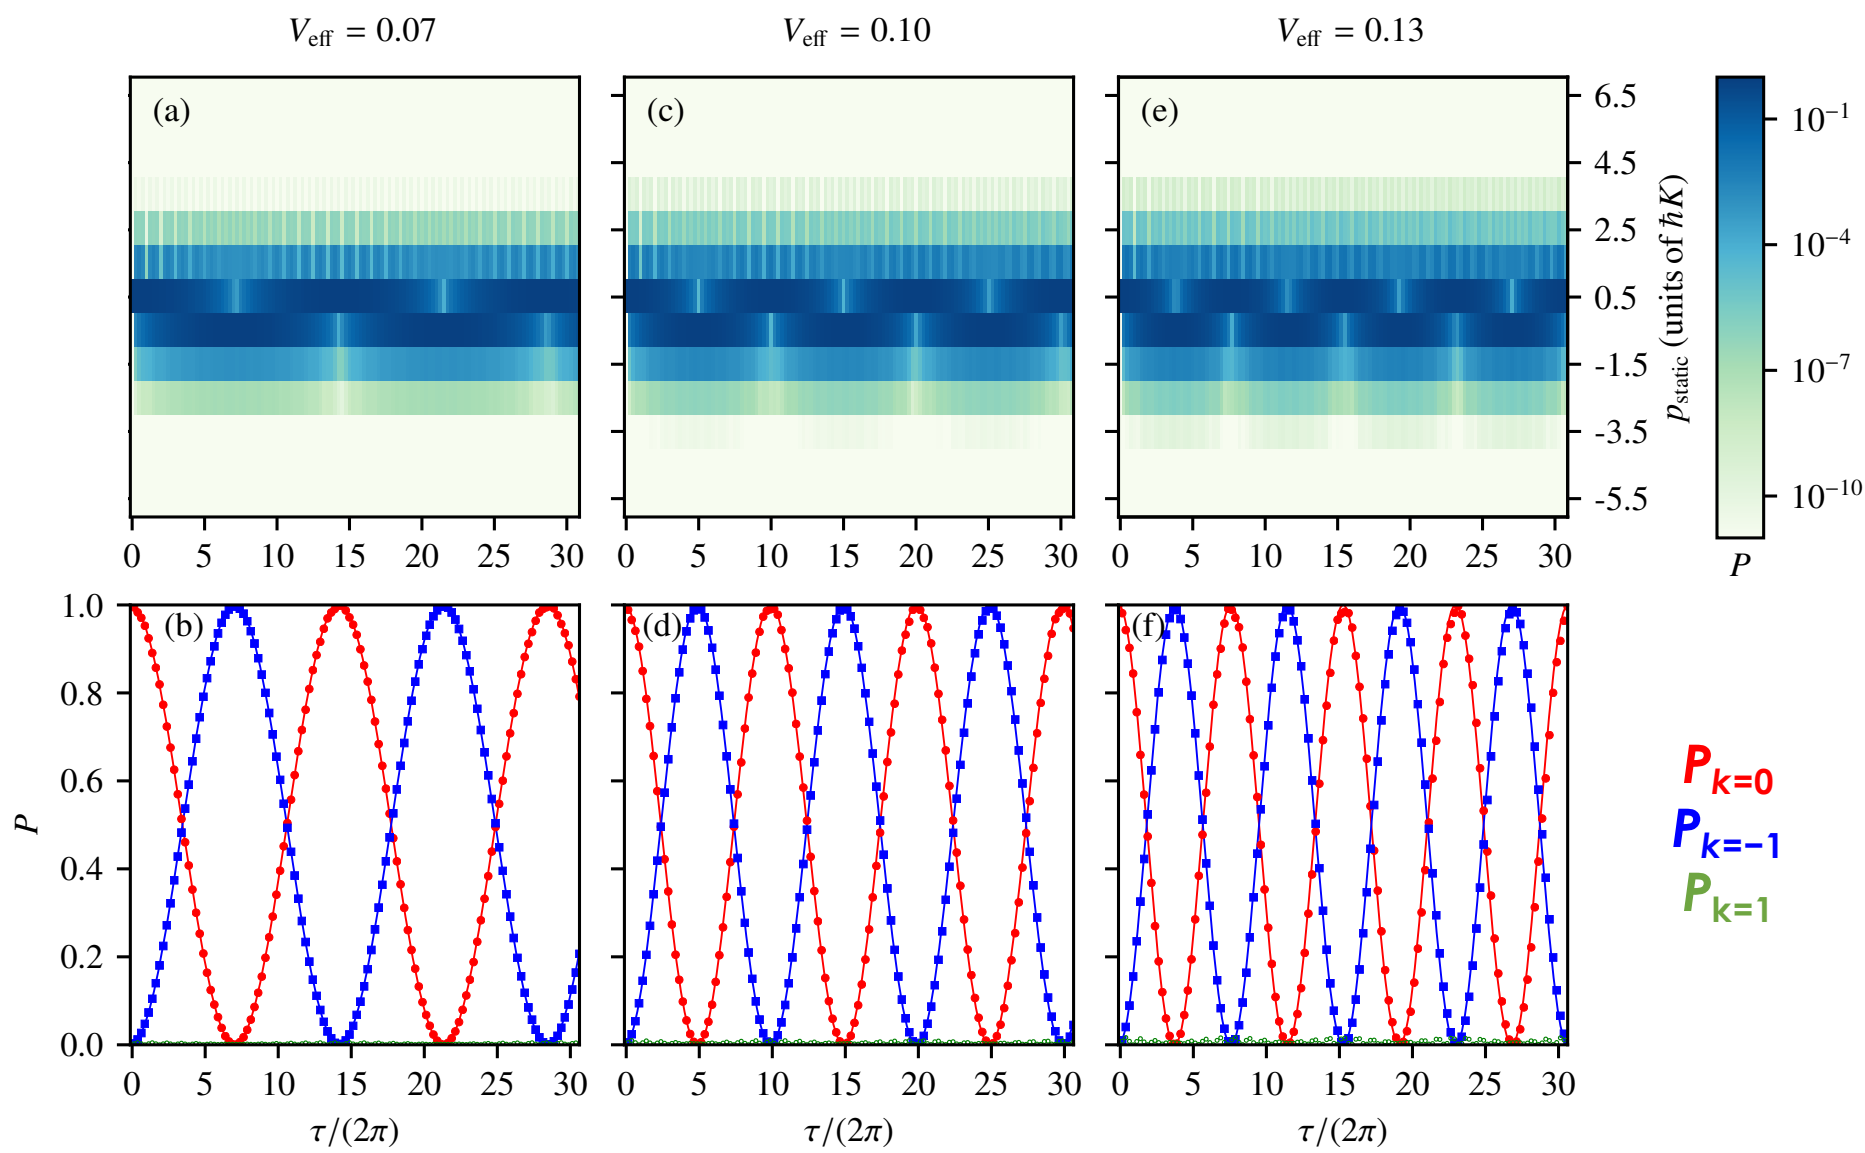 V_eff = 0.07 V_eff = 0.10 V_eff = 0.13
(a) (c) (e)
6.5
4.5
2.5
0.5
-1.5
-3.5
-5.5
p_static (units of ℏK)
10⁻¹
10⁻⁴
10⁻⁷
10⁻¹⁰
P
0 5 10 15 20 25 30 0 5 10 15 20 25 30 0 5 10 15 20 25 30
(b) (d) (f)
1.0
0.8
0.6
0.4
0.2
0.0
P
0 5 10 15 20 25 30 0 5 10 15 20 25 30 0 5 10 15 20 25 30
τ/(2π) τ/(2π) τ/(2π)
P_k=0
P_k=−1
P_k=1